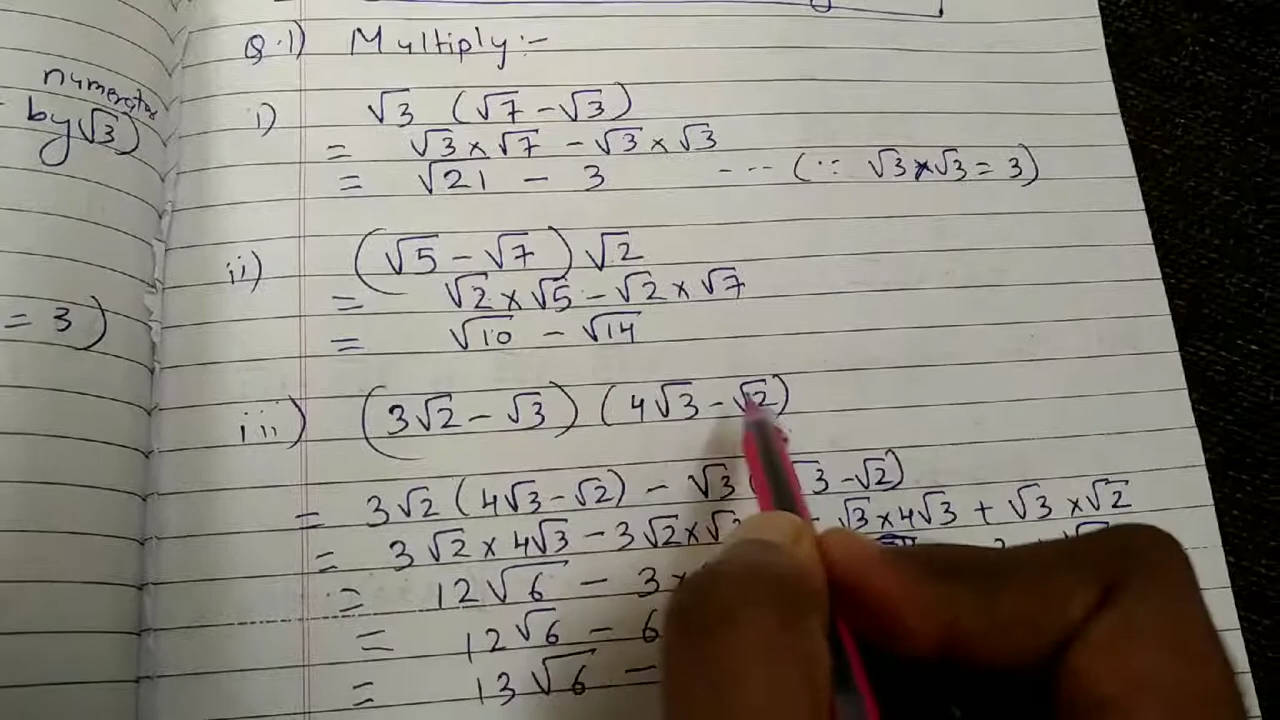 numerator
by √3)
= 3 )
Q.1) Multiply:-
i) √3 (√7 - √3)
= √3 × √7 - √3 × √3
= √21 - 3 --- (∵ √3 × √3 = 3)
ii) (√5 - √7) √2
= √2 × √5 - √2 × √7
= √10 - √14
iii) (3√2 - √3) (4√3 - √2)
= 3√2 (4√3 - √2) - √3 ( √3 - √2)
= 3√2 × 4√3 - 3√2 × √ - √3 × 4√3 + √3 × √2
= 12√6 - 3 ×
= 12√6 - 6
= 13√6 -